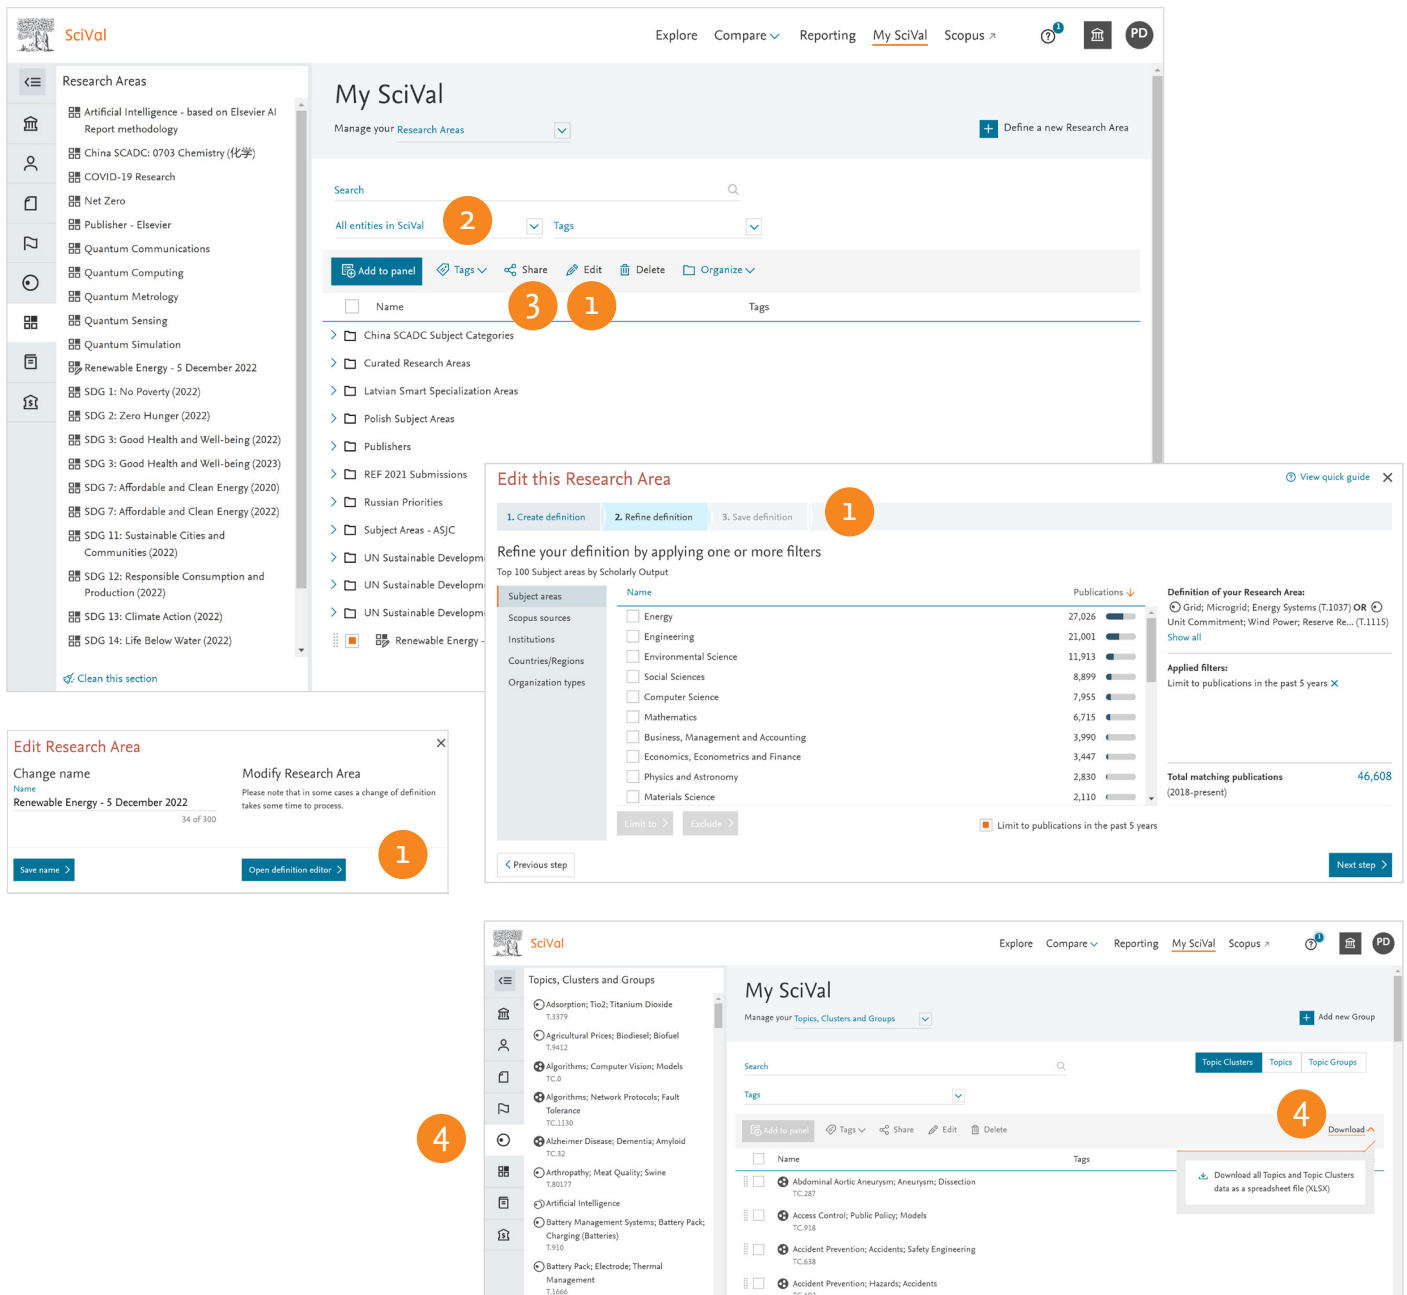 SciVal
Explore Compare Reporting My SciVal Scopus 1 PD
Research Areas
Artificial Intelligence - based on Elsevier AI
Report methodology
China SCADC: 0703 Chemistry (化学)
COVID-19 Research
Net Zero
Publisher - Elsevier
Quantum Communications
Quantum Computing
Quantum Metrology
Quantum Sensing
Quantum Simulation
Renewable Energy - 5 December 2022
SDG 1: No Poverty (2022)
SDG 2: Zero Hunger (2022)
SDG 3: Good Health and Well-being (2022)
SDG 3: Good Health and Well-being (2023)
SDG 7: Affordable and Clean Energy (2020)
SDG 7: Affordable and Clean Energy (2022)
SDG 11: Sustainable Cities and
Communities (2022)
SDG 12: Responsible Consumption and
Production (2022)
SDG 13: Climate Action (2022)
SDG 14: Life Below Water (2022)
Clean this section
My SciVal
Manage your Research Areas
Define a new Research Area
Search
All entities in SciVal
2
Tags
Add to panel Tags Share Edit Delete Organize
3
1
Name Tags
China SCADC Subject Categories
Curated Research Areas
Latvian Smart Specialization Areas
Polish Subject Areas
Publishers
REF 2021 Submissions
Russian Priorities
Subject Areas - ASJC
UN Sustainable Developm
UN Sustainable Developm
UN Sustainable Developm
Renewable Energy -
Edit this Research Area
View quick guide
1. Create definition 2. Refine definition 3. Save definition
1
Refine your definition by applying one or more filters
Top 100 Subject areas by Scholarly Output
Subject areas
Scopus sources
Institutions
Countries/Regions
Organization types
Name Publications
Energy 27,026
Engineering 21,001
Environmental Science 11,913
Social Sciences 8,899
Computer Science 7,955
Mathematics 6,715
Business, Management and Accounting 3,990
Economics, Econometrics and Finance 3,447
Physics and Astronomy 2,830
Materials Science 2,110
Limit to Exclude
Limit to publications in the past 5 years
Definition of your Research Area:
Grid; Microgrid; Energy Systems (T.1037) OR
Unit Commitment; Wind Power; Reserve Re... (T.1115)
Show all
Applied filters:
Limit to publications in the past 5 years
Total matching publications 46,608
(2018-present)
Previous step
Next step
Edit Research Area
Change name
Name
Renewable Energy - 5 December 2022
34 of 300
Save name
Modify Research Area
Please note that in some cases a change of definition
takes some time to process.
1
Open definition editor
SciVal
Explore Compare Reporting My SciVal Scopus 1 PD
Topics, Clusters and Groups
Adsorption; Tio2; Titanium Dioxide
T.3379
Agricultural Prices; Biodiesel; Biofuel
T.9412
Algorithms; Computer Vision; Models
TC.0
Algorithms; Network Protocols; Fault
Tolerance
TC.1130
4
Alzheimer Disease; Dementia; Amyloid
TC.32
Arthropathy; Meat Quality; Swine
T.80177
Artificial Intelligence
Battery Management Systems; Battery Pack;
Charging (Batteries)
T.910
Battery Pack; Electrode; Thermal
Management
T.1666
My SciVal
Manage your Topics, Clusters and Groups
Add new Group
Search
Topic Clusters Topics Topic Groups
Tags
4
Add to panel Tags Share Edit Delete Download
Download all Topics and Topic Clusters
data as a spreadsheet file (XLSX)
Name Tags
Abdominal Aortic Aneurysm; Aneurysm; Dissection
TC.287
Access Control; Public Policy; Models
TC.918
Accident Prevention; Accidents; Safety Engineering
TC.638
Accident Prevention; Hazards; Accidents